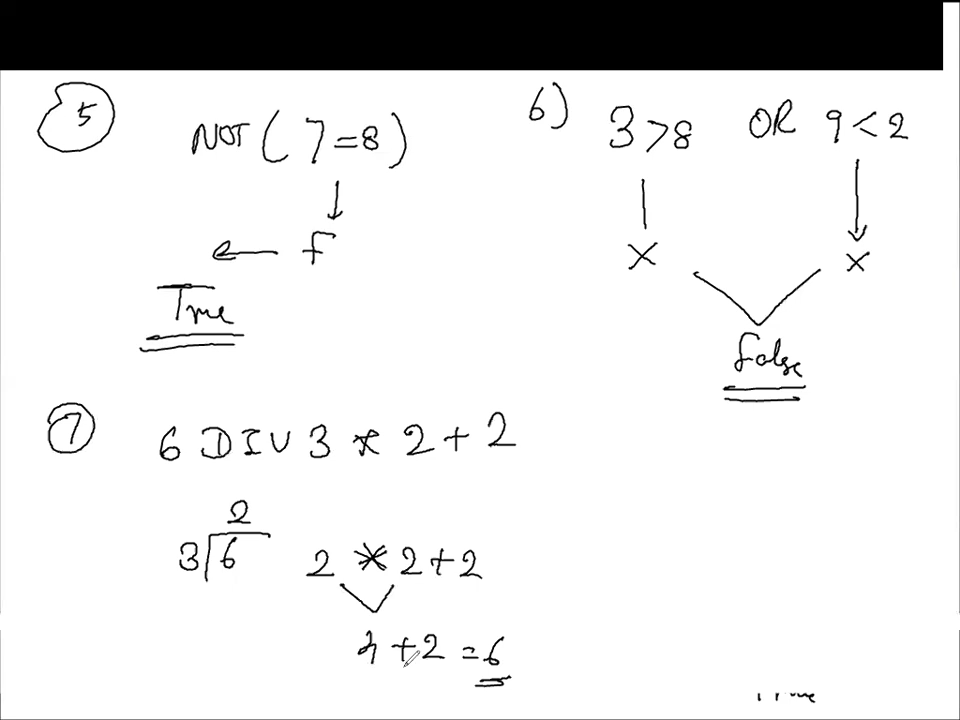 5
NOT ( 7=8 )
↓
← F
True
6) 3>8 OR 9<2
x x
False
7
6 DIV 3 * 2 + 2
2
3 6
2 * 2+2
4 +2 = 6